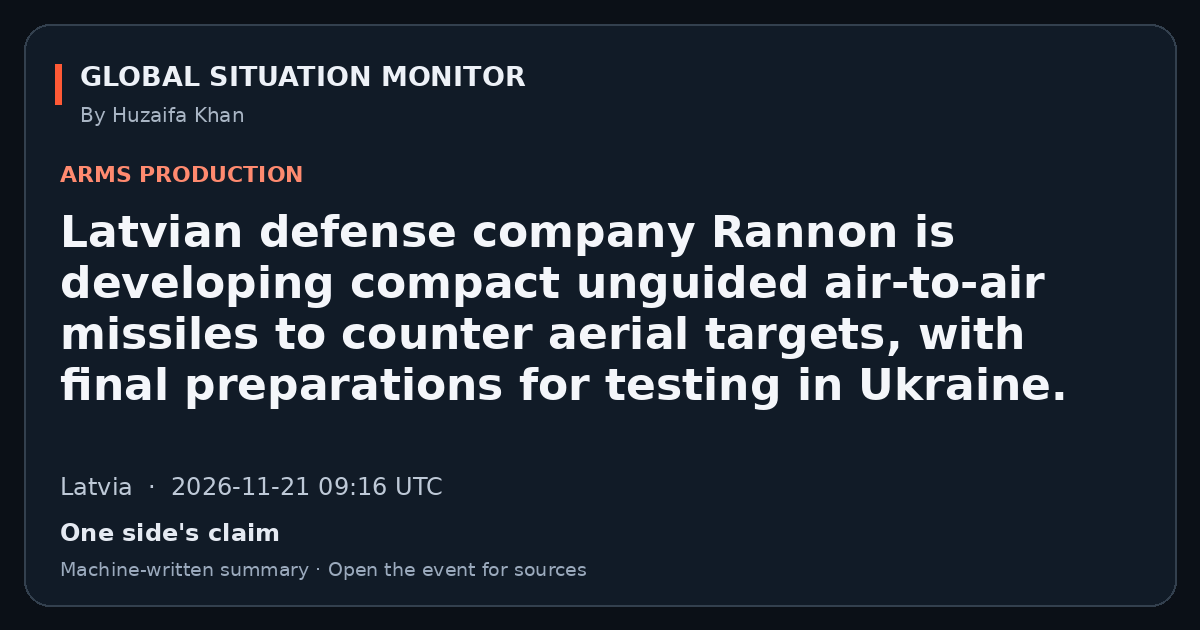 GLOBAL SITUATION MONITOR
By Huzaifa Khan
ARMS PRODUCTION
Latvian defense company Rannon is
developing compact unguided air-to-air
missiles to counter aerial targets, with
final preparations for testing in Ukraine.
Latvia · 2026-11-21 09:16 UTC
One side's claim
Machine-written summary · Open the event for sources